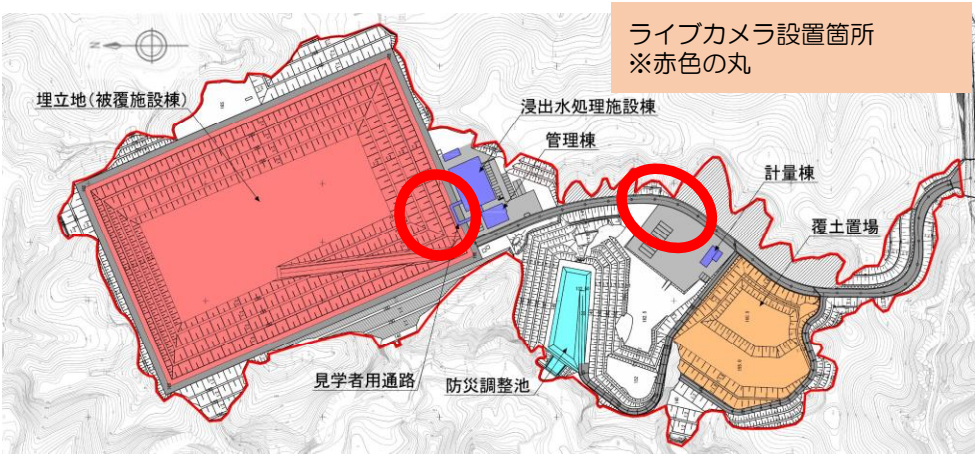 ライブカメラ設置箇所
※赤色の丸
N
埋立地(被覆施設棟)
浸出水処理施設棟
管理棟
計量棟
覆土置場
見学者用通路
防災調整池